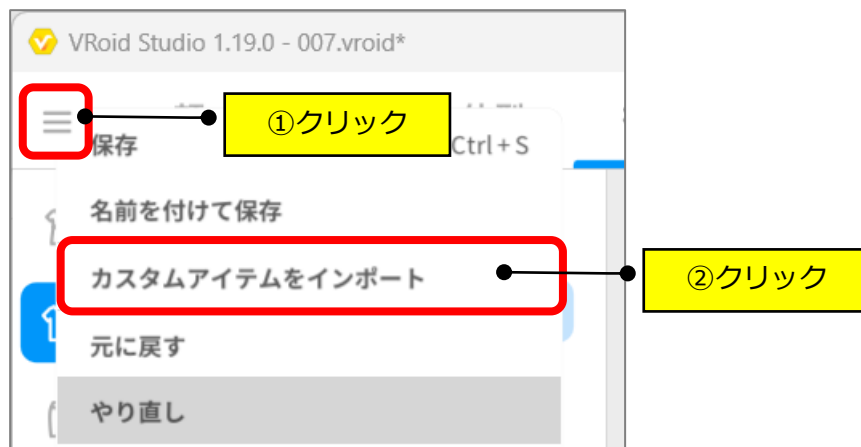 VRoid Studio 1.19.0 - 007.vroid*
①クリック
保存 Ctrl + S
名前を付けて保存
カスタムアイテムをインポート
②クリック
元に戻す
やり直し